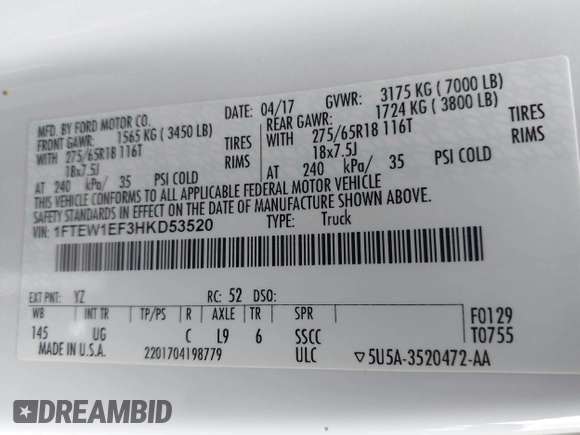 MFD. BY FORD MOTOR CO. DATE: 04/17 GVWR: 3175 KG ( 7000 LB)
FRONT GAWR: 1565 KG ( 3450 LB) REAR GAWR: 1724 KG ( 3800 LB)
WITH 275/65R18 116T TIRES WITH 275/65R18 116T TIRES
18x7.5J RIMS 18x7.5J RIMS
AT 240 kPa/ 35 PSI COLD AT 240 kPa/ 35 PSI COLD
THIS VEHICLE CONFORMS TO ALL APPLICABLE FEDERAL MOTOR VEHICLE
SAFETY STANDARDS IN EFFECT ON THE DATE OF MANUFACTURE SHOWN ABOVE.
VIN: 1FTEW1EF3HKD53520 TYPE: Truck
EXT PNT: YZ RC: 52 DSO:
WB INT TR TP/PS R AXLE TR SPR F0129
145 UG C L9 6 SSCC T0755
MADE IN U.S.A. 2201704198779 ULC ▽5U5A-3520472-AA
DREAMBID